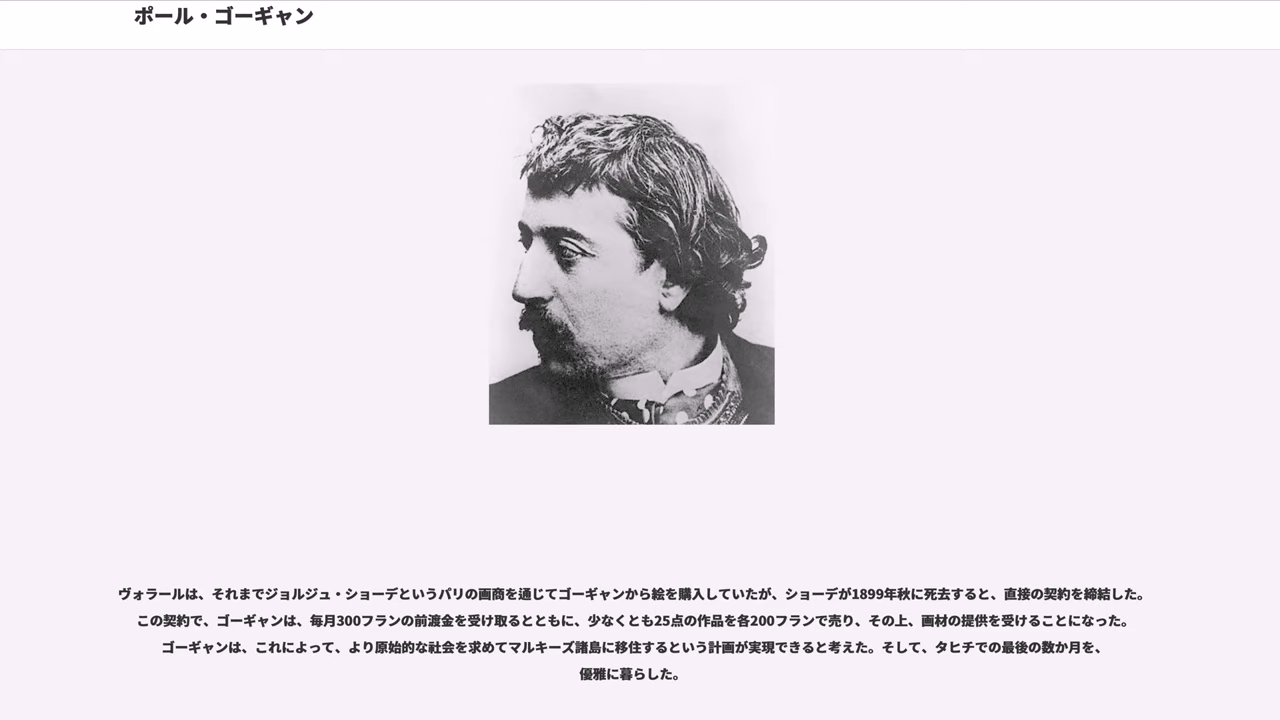 ポール・ゴーギャン
ヴォラールは、それまでジョルジュ・ショーデというパリの画商を通じてゴーギャンから絵を購入していたが、ショーデが1899年秋に死去すると、直接の契約を締結した。
この契約で、ゴーギャンは、毎月300フランの前渡金を受け取るとともに、少なくとも25点の作品を各200フランで売り、その上、画材の提供を受けることになった。
ゴーギャンは、これによって、より原始的な社会を求めてマルキーズ諸島に移住するという計画が実現できると考えた。そして、タヒチでの最後の数か月を、
優雅に暮らした。